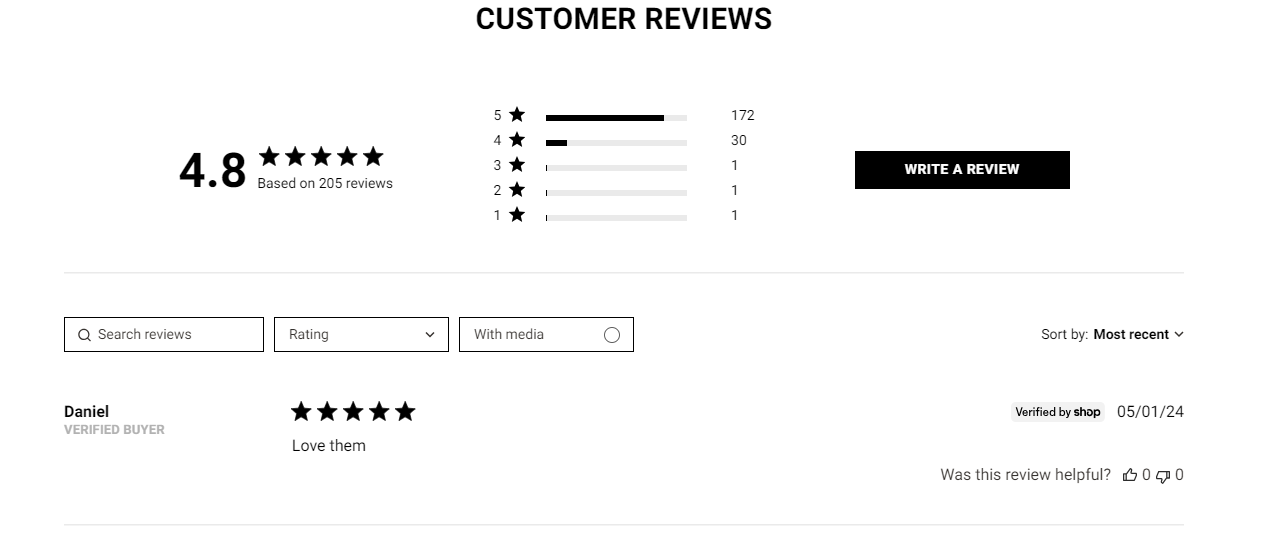 CUSTOMER REVIEWS
4.8
Based on 205 reviews
5 172
4 30
3 1
2 1
1 1
WRITE A REVIEW
Search reviews Rating With media Sort by: Most recent
Daniel
VERIFIED BUYER
Love them
Verified by shop 05/01/24
Was this review helpful? 0 0